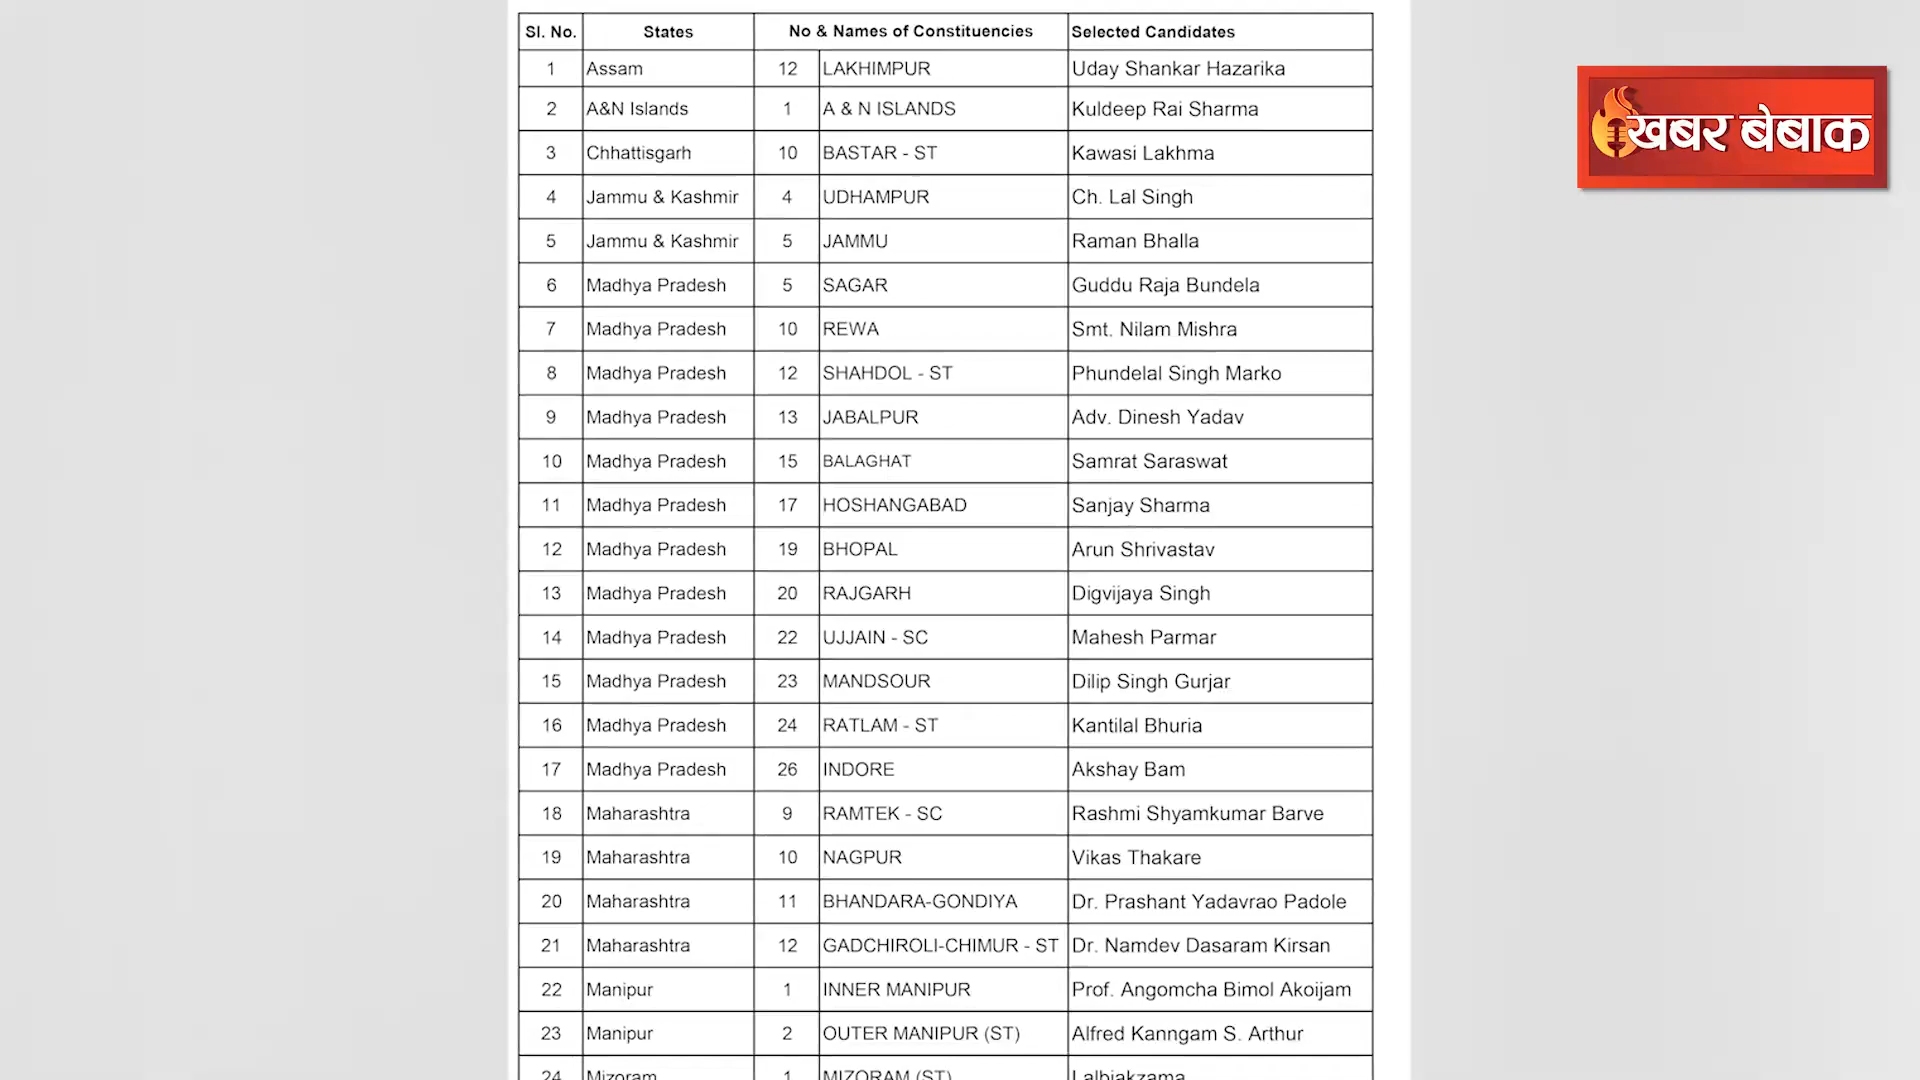 Sl. No. States No & Names of Constituencies Selected Candidates
1 Assam 12 LAKHIMPUR Uday Shankar Hazarika
2 A&N Islands 1 A & N ISLANDS Kuldeep Rai Sharma
3 Chhattisgarh 10 BASTAR - ST Kawasi Lakhma
4 Jammu & Kashmir 4 UDHAMPUR Ch. Lal Singh
5 Jammu & Kashmir 5 JAMMU Raman Bhalla
6 Madhya Pradesh 5 SAGAR Guddu Raja Bundela
7 Madhya Pradesh 10 REWA Smt. Nilam Mishra
8 Madhya Pradesh 12 SHAHDOL - ST Phundelal Singh Marko
9 Madhya Pradesh 13 JABALPUR Adv. Dinesh Yadav
10 Madhya Pradesh 15 BALAGHAT Samrat Saraswat
11 Madhya Pradesh 17 HOSHANGABAD Sanjay Sharma
12 Madhya Pradesh 19 BHOPAL Arun Shrivastav
13 Madhya Pradesh 20 RAJGARH Digvijaya Singh
14 Madhya Pradesh 22 UJJAIN - SC Mahesh Parmar
15 Madhya Pradesh 23 MANDSOUR Dilip Singh Gurjar
16 Madhya Pradesh 24 RATLAM - ST Kantilal Bhuria
17 Madhya Pradesh 26 INDORE Akshay Bam
18 Maharashtra 9 RAMTEK - SC Rashmi Shyamkumar Barve
19 Maharashtra 10 NAGPUR Vikas Thakare
20 Maharashtra 11 BHANDARA-GONDIYA Dr. Prashant Yadavrao Padole
21 Maharashtra 12 GADCHIROLI-CHIMUR - ST Dr. Namdev Dasaram Kirsan
22 Manipur 1 INNER MANIPUR Prof. Angomcha Bimol Akoijam
23 Manipur 2 OUTER MANIPUR (ST) Alfred Kanngam S. Arthur
24 Mizoram 1 MIZORAM (ST) Lalbiakzama
खबर बेबाक